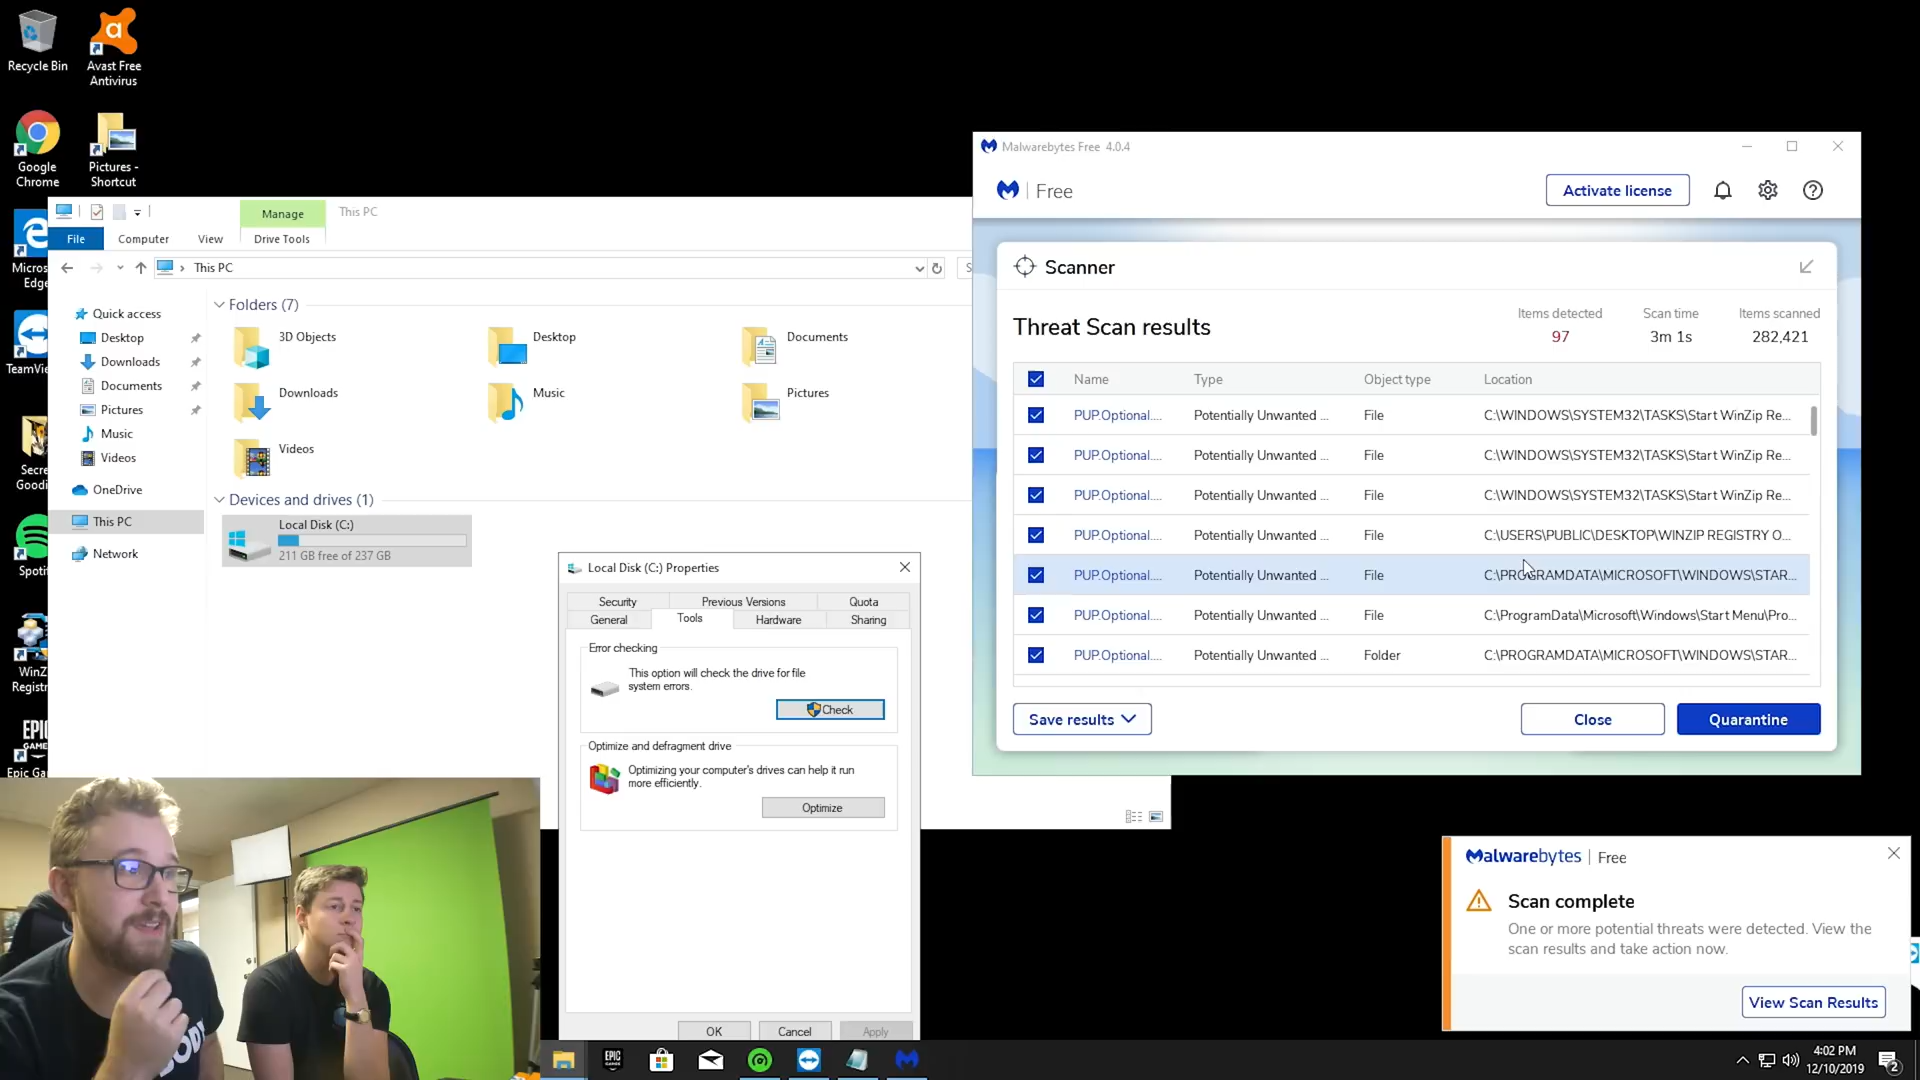 Recycle Bin
Avast Free
Antivirus
Google
Chrome
Pictures -
Shortcut
Micros
Edge
TeamVie
Secre
Goodi
Spoti
WinZ
Registr
EPIC
GAMES
Epic Ga
Manage
This PC
File
Computer
View
Drive Tools
This PC
S
Quick access
Desktop
Downloads
Documents
Pictures
Music
Videos
OneDrive
This PC
Network
Folders (7)
3D Objects
Desktop
Documents
Downloads
Music
Pictures
Videos
Devices and drives (1)
Local Disk (C:)
211 GB free of 237 GB
Local Disk (C:) Properties
Security
Previous Versions
Quota
General
Tools
Hardware
Sharing
Error checking
This option will check the drive for file
system errors.
Check
Optimize and defragment drive
Optimizing your computer's drives can help it run
more efficiently.
Optimize
OK
Cancel
Apply
Malwarebytes Free 4.0.4
Free
Activate license
Scanner
Threat Scan results
Items detected
97
Scan time
3m 1s
Items scanned
282,421
Name Type Object type Location
PUP.Optional.... Potentially Unwanted ... File C:\WINDOWS\SYSTEM32\TASKS\Start WinZip Re...
PUP.Optional.... Potentially Unwanted ... File C:\WINDOWS\SYSTEM32\TASKS\Start WinZip Re...
PUP.Optional.... Potentially Unwanted ... File C:\WINDOWS\SYSTEM32\TASKS\Start WinZip Re...
PUP.Optional.... Potentially Unwanted ... File C:\USERS\PUBLIC\DESKTOP\WINZIP REGISTRY O...
PUP.Optional.... Potentially Unwanted ... File C:\PROGRAMDATA\MICROSOFT\WINDOWS\STAR...
PUP.Optional.... Potentially Unwanted ... File C:\ProgramData\Microsoft\Windows\Start Menu\Pro...
PUP.Optional.... Potentially Unwanted ... Folder C:\PROGRAMDATA\MICROSOFT\WINDOWS\STAR...
Save results
Close
Quarantine
Malwarebytes | Free
Scan complete
One or more potential threats were detected. View the
scan results and take action now.
View Scan Results
EPIC
4:02 PM
12/10/2019
2